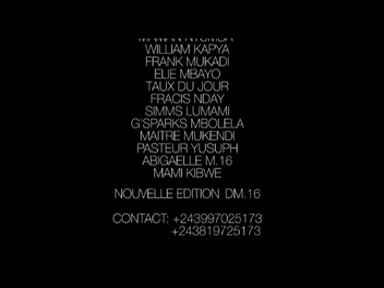 WILLIAM KAPYA
FRANK MUKADI
ELIE MBAYO
TAUX DU JOUR
FRACIS NDAY
SIMMS LUMAMI
G'SPARKS MBOLELA
MAITRE MUKENDI
PASTEUR YUSUPH
ABIGAELLE M.16
MAMI KIBWE
NOUVELLE EDITION DM.16
CONTACT: +243997025173
+243819725173